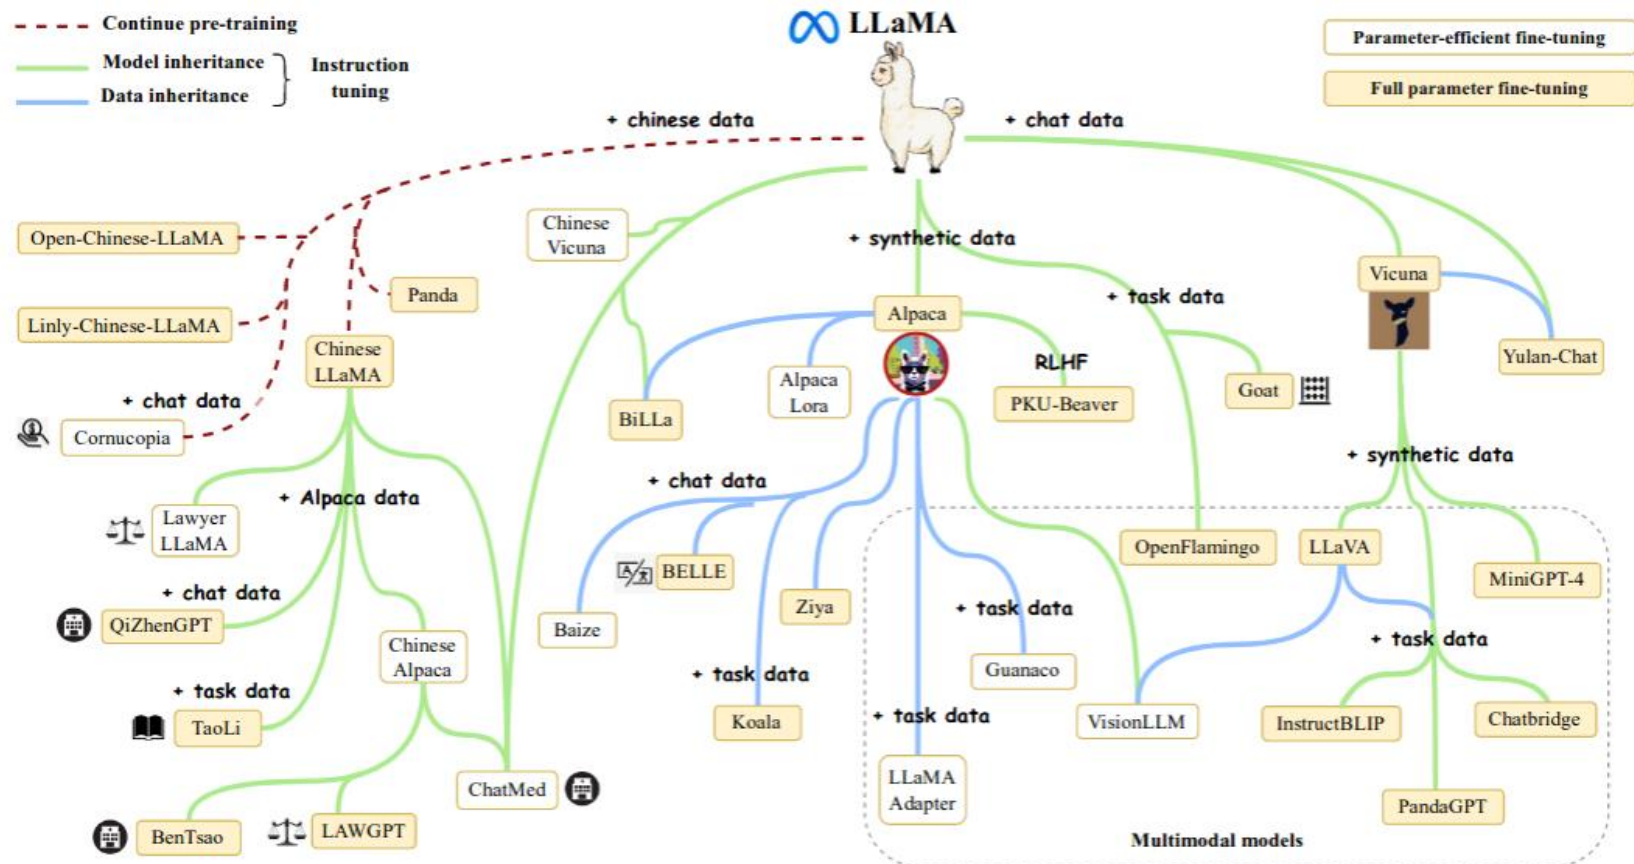 LLaMA
Continue pre-training
Model inheritance
Data inheritance
Instruction
tuning
Parameter-efficient fine-tuning
Full parameter fine-tuning
+ chinese data
+ chat data
Open-Chinese-LLaMA
Chinese
Vicuna
+ synthetic data
Vicuna
Panda
+ task data
Linly-Chinese-LLaMA
Alpaca
Chinese
LLaMA
Yulan-Chat
RLHF
Alpaca
Lora
Goat
PKU-Beaver
+ chat data
BiLLa
Cornucopia
+ synthetic data
+ chat data
+ Alpaca data
Lawyer
LLaMA
OpenFlamingo
LLaVA
BELLE
MiniGPT-4
+ chat data
QiZhenGPT
Ziya
+ task data
Baize
+ task data
Chinese
Alpaca
Guanaco
+ task data
+ task data
TaoLi
Koala
+ task data
VisionLLM
InstructBLIP
Chatbridge
ChatMed
LLaMA
Adapter
PandaGPT
BenTsao
LAWGPT
Multimodal models